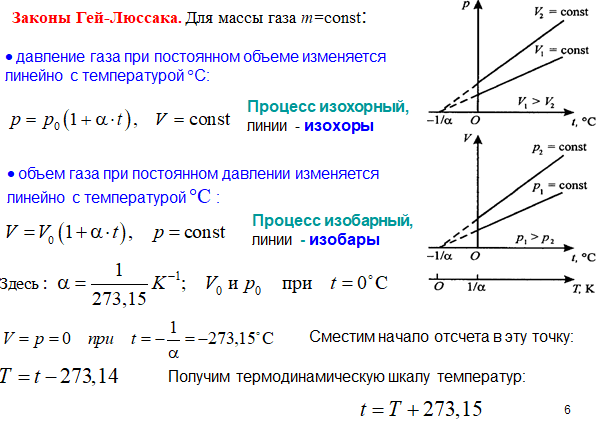 Законы Гей-Люссака. Для массы газа m=const:
• давление газа при постоянном объеме изменяется
линейно с температурой °С:
p = p₀(1+α·t), V = const
Процесс изохорный,
линии - изохоры
• объем газа при постоянном давлении изменяется
линейно с температурой °C :
V = V₀(1+α·t), p = const
Процесс изобарный,
линии - изобары
Здесь : α = 1/273,15 K⁻¹; V₀ и p₀ при t = 0°C
V = p = 0 при t = -1/α = -273,15°C
Сместим начало отсчета в эту точку:
T = t - 273,14
Получим термодинамическую шкалу температур:
t = T + 273,15
6
p
V₂ = const
V₁ = const
V₁ > V₂
-1/α
O
t, °C
V
p₂ = const
p₁ = const
p₁ > p₂
-1/α
O
t, °C
O
1/α
T, K